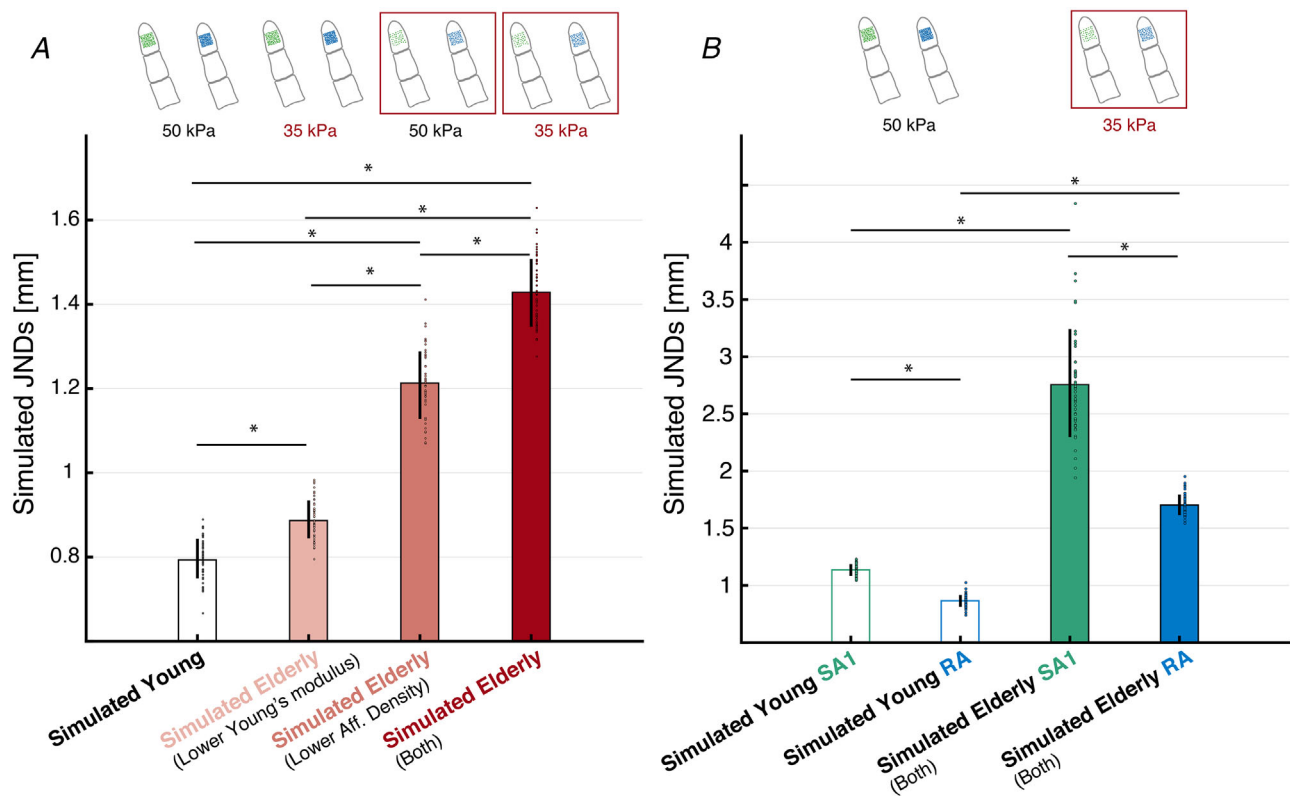 A
50 kPa
35 kPa
50 kPa
35 kPa
Simulated JNDs [mm]
1.6
1.4
1.2
1
0.8
*
*
*
*
*
*
Simulated Young
Simulated Elderly
(Lower Young's modulus)
Simulated Elderly
(Lower Aff. Density)
Simulated Elderly
(Both)
B
50 kPa
35 kPa
Simulated JNDs [mm]
4
3.5
3
2.5
2
1.5
1
*
*
*
*
Simulated Young SA1
Simulated Young RA
Simulated Elderly SA1
(Both)
Simulated Elderly RA
(Both)